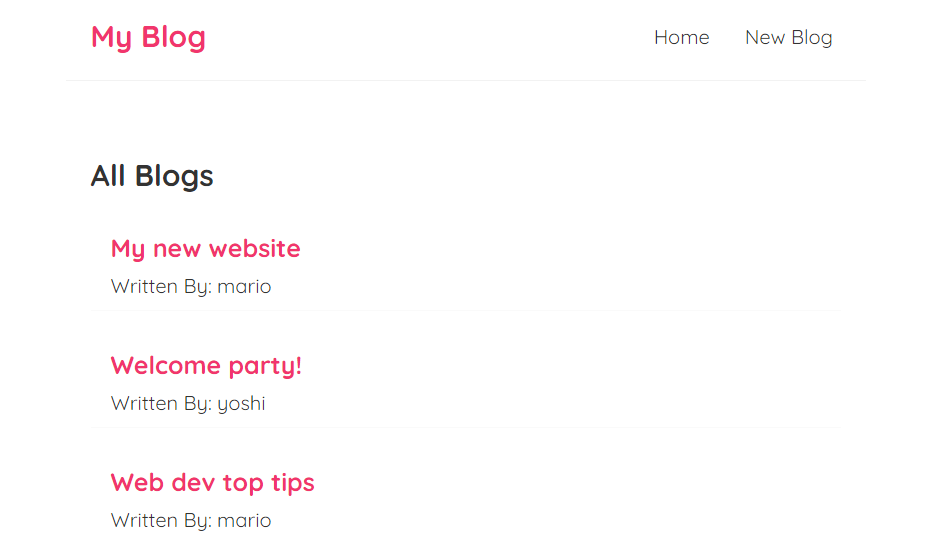 My Blog
Home New Blog
All Blogs
My new website
Written By: mario
Welcome party!
Written By: yoshi
Web dev top tips
Written By: mario